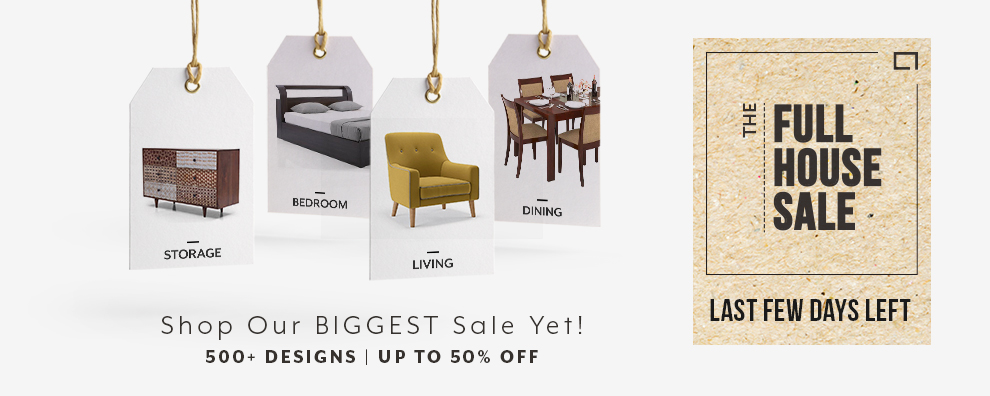 STORAGE
BEDROOM
LIVING
DINING
Shop Our BIGGEST Sale Yet!
500+ DESIGNS | UP TO 50% OFF
THE
FULL
HOUSE
SALE
LAST FEW DAYS LEFT